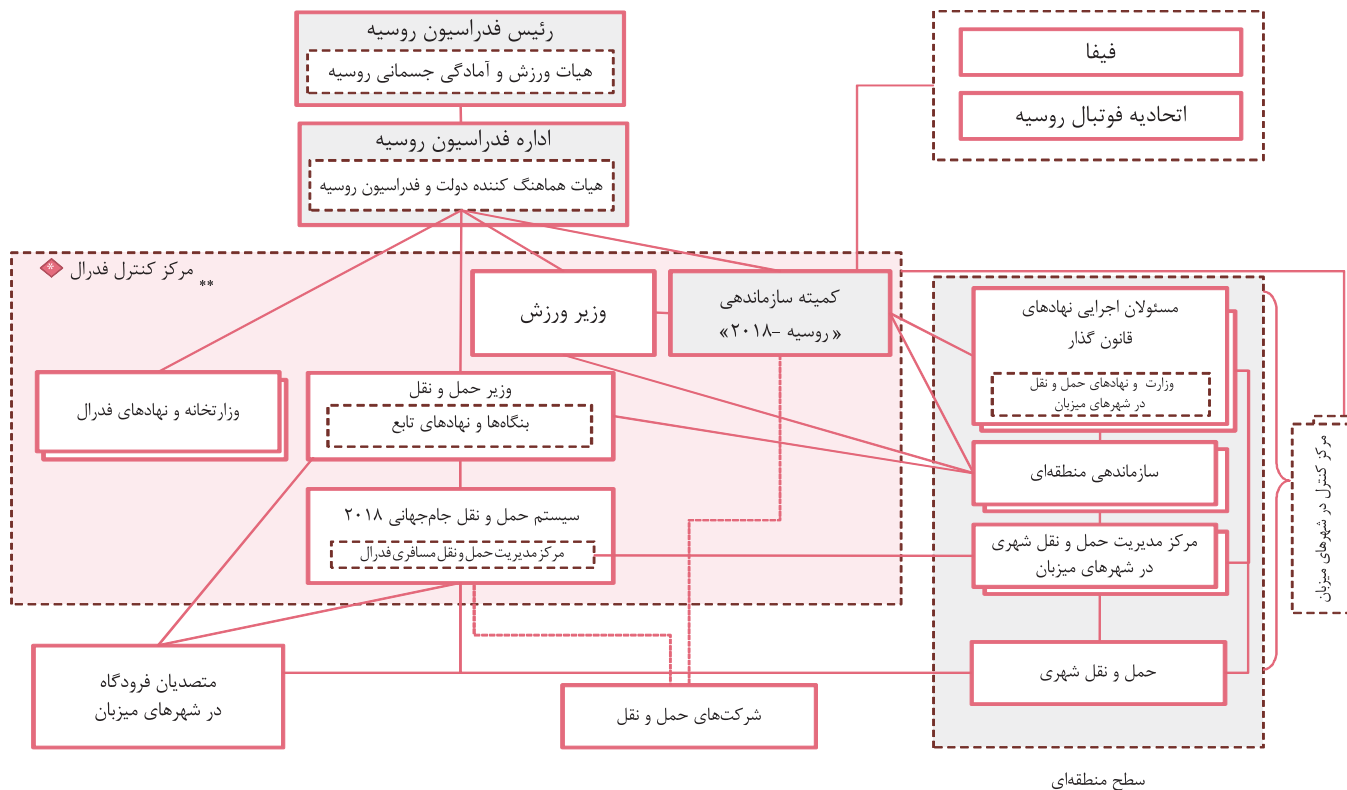 رئیس فدراسیون روسیه
هیات ورزش و آمادگی جسمانی روسیه
اداره فدراسیون روسیه
هیات هماهنگ کننده دولت و فدراسیون روسیه
فیفا
اتحادیه فوتبال روسیه
مرکز کنترل فدرال *
**
وزیر ورزش
کمیته سازماندهی
«روسیه –۲۰۱۸»
مسئولان اجرایی نهادهای
قانون گذار
وزارت و نهادهای حمل و نقل
در شهرهای میزبان
وزارتخانه و نهادهای فدرال
وزیر حمل و نقل
بنگاه‌ها و نهادهای تابع
سازماندهی منطقه‌ای
سیستم حمل و نقل جام‌جهانی ۲۰۱۸
مرکز مدیریت حمل و نقل مسافری فدرال
مرکز مدیریت حمل و نقل شهری
در شهرهای میزبان
مرکز کنترل در شهرهای میزبان
متصدیان فرودگاه
در شهرهای میزبان
شرکت‌های حمل و نقل
حمل و نقل شهری
سطح منطقه‌ای